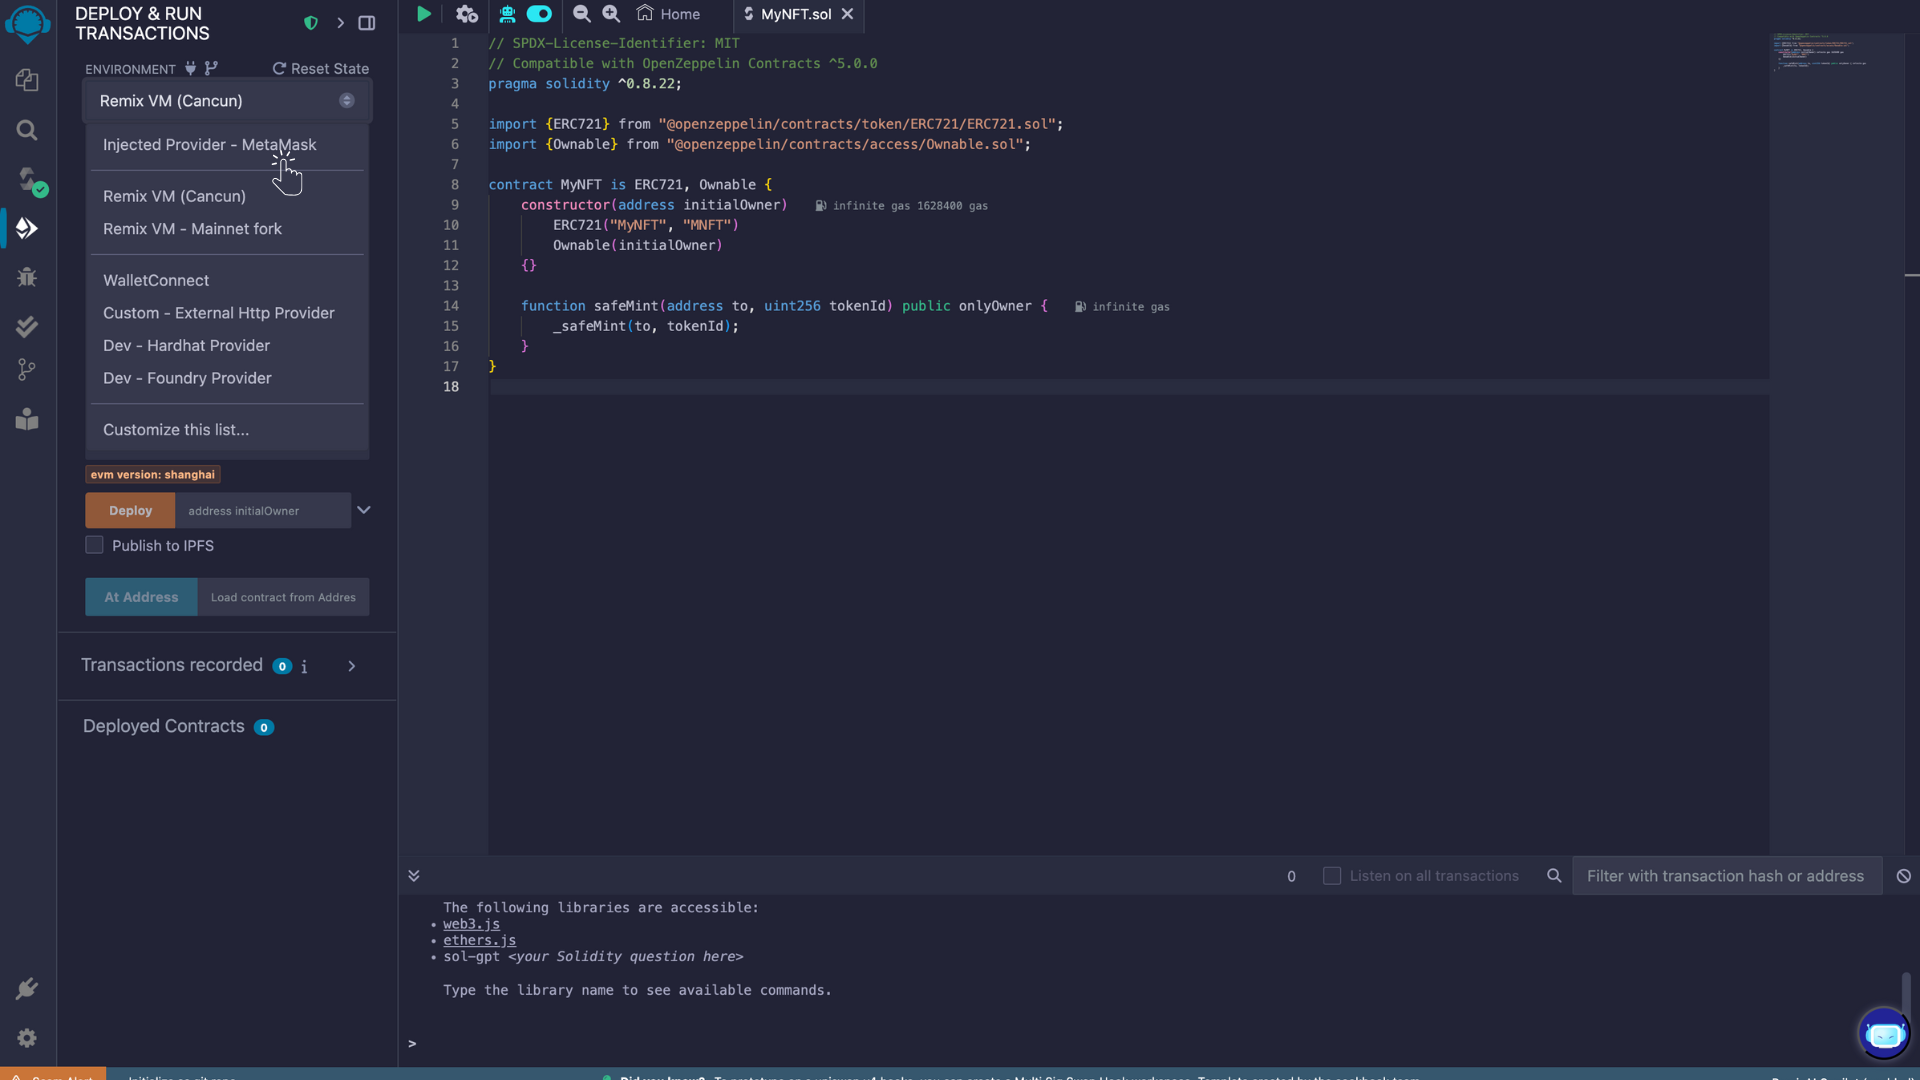 DEPLOY & RUN
TRANSACTIONS
ENVIRONMENT
Reset State
Remix VM (Cancun)
Injected Provider - MetaMask
Remix VM (Cancun)
Remix VM - Mainnet fork
WalletConnect
Custom - External Http Provider
Dev - Hardhat Provider
Dev - Foundry Provider
Customize this list...
evm version: shanghai
Deploy
address initialOwner
Publish to IPFS
At Address
Load contract from Addres
Transactions recorded 0 i
Deployed Contracts 0
Home
MyNFT.sol
1 // SPDX-License-Identifier: MIT
2 // Compatible with OpenZeppelin Contracts ^5.0.0
3 pragma solidity ^0.8.22;
4
5 import {ERC721} from "@openzeppelin/contracts/token/ERC721/ERC721.sol";
6 import {Ownable} from "@openzeppelin/contracts/access/Ownable.sol";
7
8 contract MyNFT is ERC721, Ownable {
9 constructor(address initialOwner) infinite gas 1628400 gas
10 ERC721("MyNFT", "MNFT")
11 Ownable(initialOwner)
12 {}
13
14 function safeMint(address to, uint256 tokenId) public onlyOwner { infinite gas
15 _safeMint(to, tokenId);
16 }
17 }
18
0
Listen on all transactions
Filter with transaction hash or address
The following libraries are accessible:
• web3.js
• ethers.js
• sol-gpt <your Solidity question here>
Type the library name to see available commands.
>